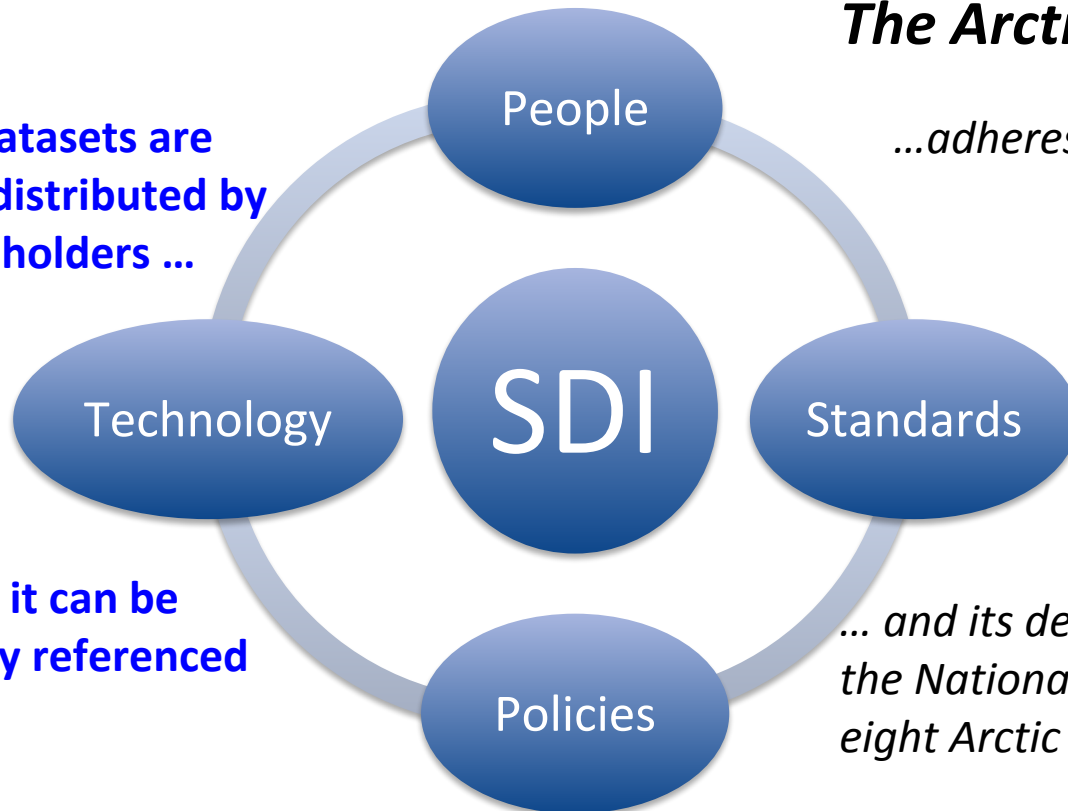 The Arcti
People
…adheres
atasets are
distributed by
holders …
SDI
Technology
Standards
it can be
y referenced
… and its de
the Nationa
eight Arctic
Policies